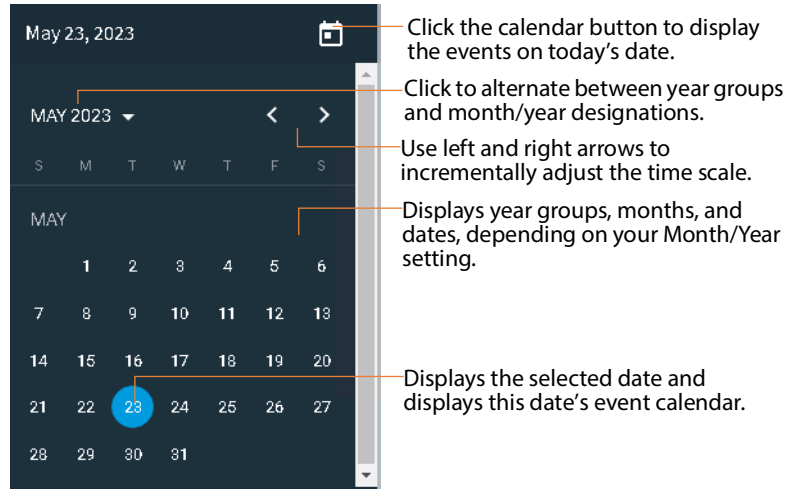 May 23, 2023
Click the calendar button to display
the events on today’s date.
Click to alternate between year groups
and month/year designations.
MAY 2023
Use left and right arrows to
incrementally adjust the time scale.
S M T W T F S
Displays year groups, months, and
dates, depending on your Month/Year
setting.
MAY
1 2 3 4 5 6
7 8 9 10 11 12 13
14 15 16 17 18 19 20
Displays the selected date and
displays this date’s event calendar.
21 22 23 24 25 26 27
28 29 30 31